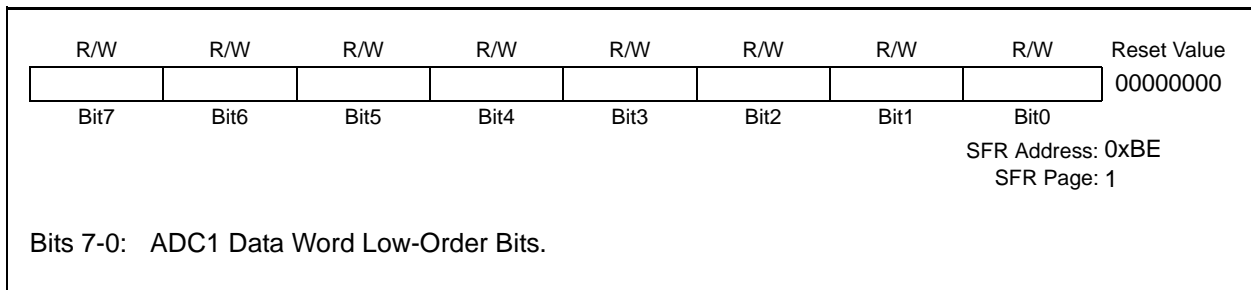 R/W R/W R/W R/W R/W R/W R/W R/W Reset Value
00000000
Bit7 Bit6 Bit5 Bit4 Bit3 Bit2 Bit1 Bit0
SFR Address: 0xBE
SFR Page: 1
Bits 7-0: ADC1 Data Word Low-Order Bits.